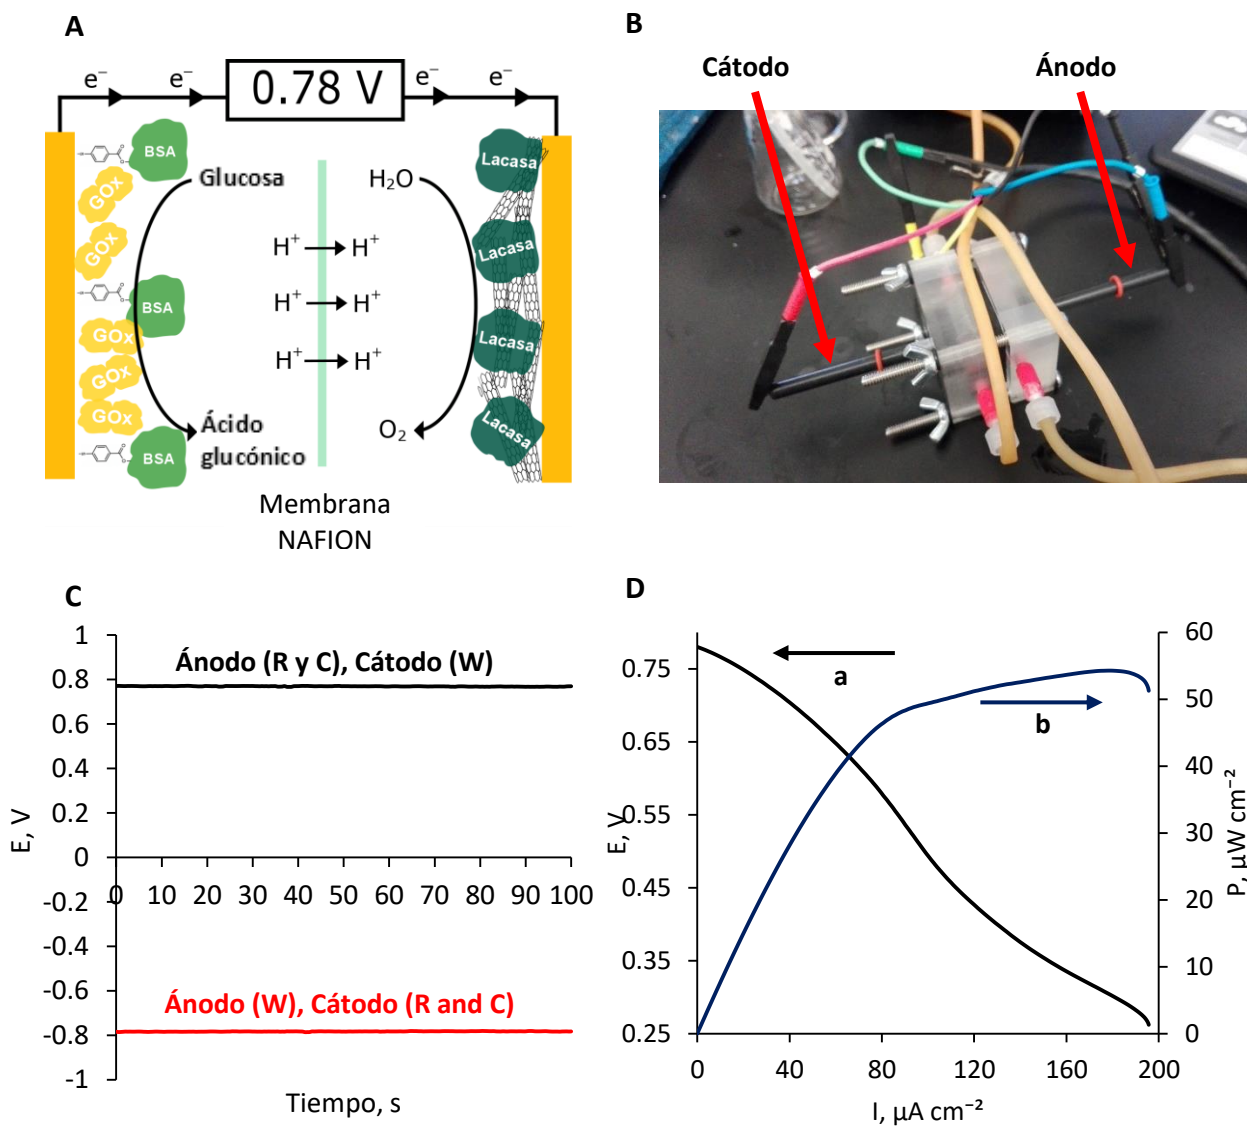 A
e⁻ e⁻ 0.78 V e⁻ e⁻
BSA
GOx
GOx
BSA
GOx
GOx
GOx
BSA
Glucosa
H⁺ H⁺
H⁺ H⁺
H⁺ H⁺
Ácido
glucónico
H₂O
O₂
Lacasa
Lacasa
Lacasa
Lacasa
Membrana
NAFION
B
Cátodo
Ánodo
C
Ánodo (R y C), Cátodo (W)
Ánodo (W), Cátodo (R and C)
E, V
1
0.8
0.6
0.4
0.2
0
-0.2
-0.4
-0.6
-0.8
-1
0 10 20 30 40 50 60 70 80 90 100
Tiempo, s
D
a
b
E, V
0.75
0.65
0.55
0.45
0.35
0.25
60
50
40
30
20
10
0
P, µW cm⁻²
0 40 80 120 160 200
I, µA cm⁻²